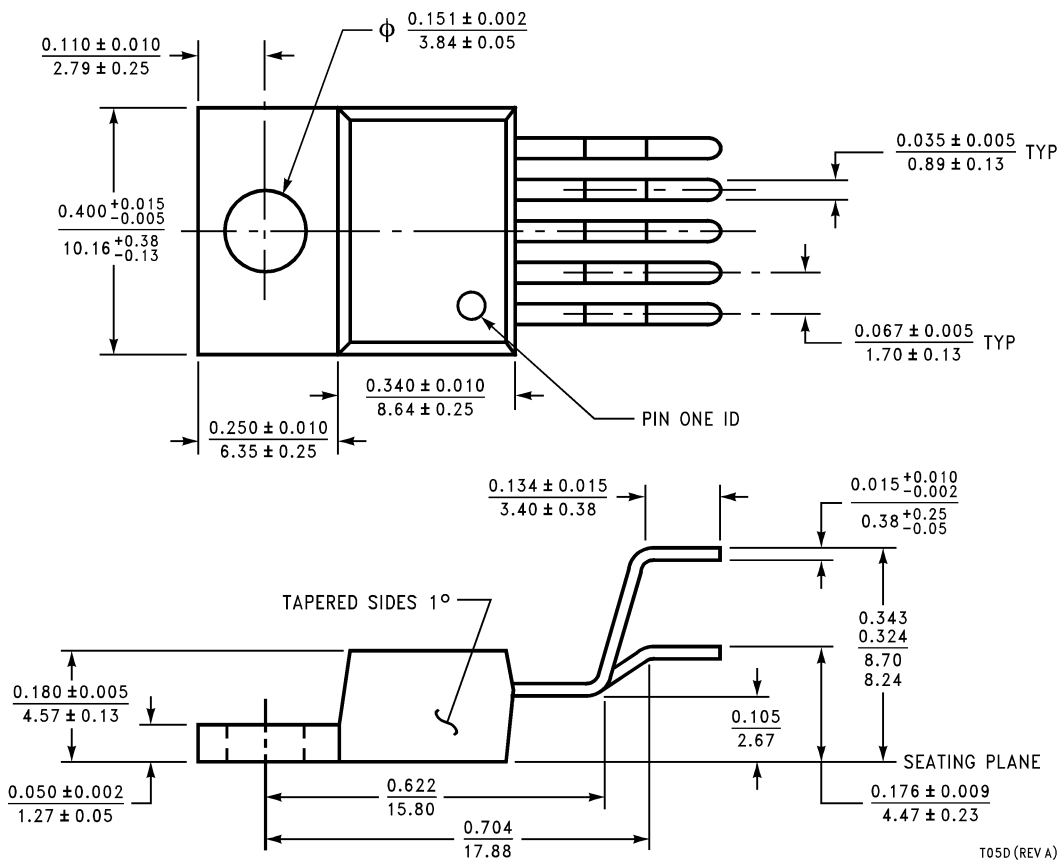 0.151 ± 0.002
ϕ
3.84 ± 0.05
0.110 ± 0.010
2.79 ± 0.25
0.035 ± 0.005
TYP
0.89 ± 0.13
0.400 +0.015 -0.005
10.16 +0.38 -0.13
0.067 ± 0.005
TYP
1.70 ± 0.13
0.340 ± 0.010
8.64 ± 0.25
PIN ONE ID
0.250 ± 0.010
6.35 ± 0.25
0.134 ± 0.015
3.40 ± 0.38
0.015 +0.010 -0.002
0.38 +0.25 -0.05
TAPERED SIDES 1°
0.343
0.324
8.70
8.24
0.180 ± 0.005
4.57 ± 0.13
0.105
2.67
SEATING PLANE
0.050 ± 0.002
1.27 ± 0.05
0.622
15.80
0.176 ± 0.009
4.47 ± 0.23
0.704
17.88
T05D (REV A)